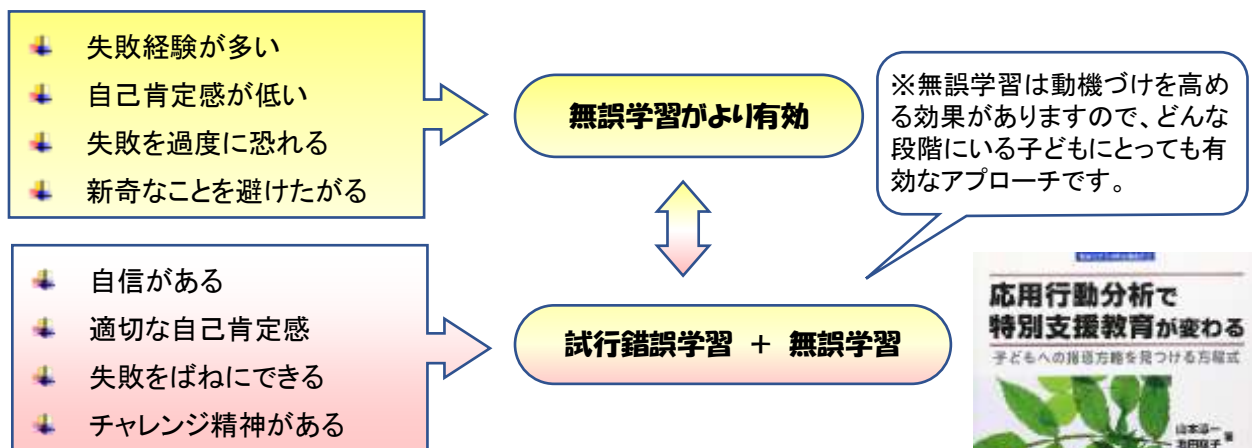 失敗経験が多い
自己肯定感が低い
失敗を過度に恐れる
新奇なことを避けたがる
無誤学習がより有効
※無誤学習は動機づけを高め
る効果がありますので、どんな
段階にいる子どもにとっても有
効なアプローチです。
自信がある
適切な自己肯定感
失敗をばねにできる
チャレンジ精神がある
試行錯誤学習 + 無誤学習
応用行動分析で
特別支援教育が変わる
子どもへの指導方略を見つける方程式
山本淳一